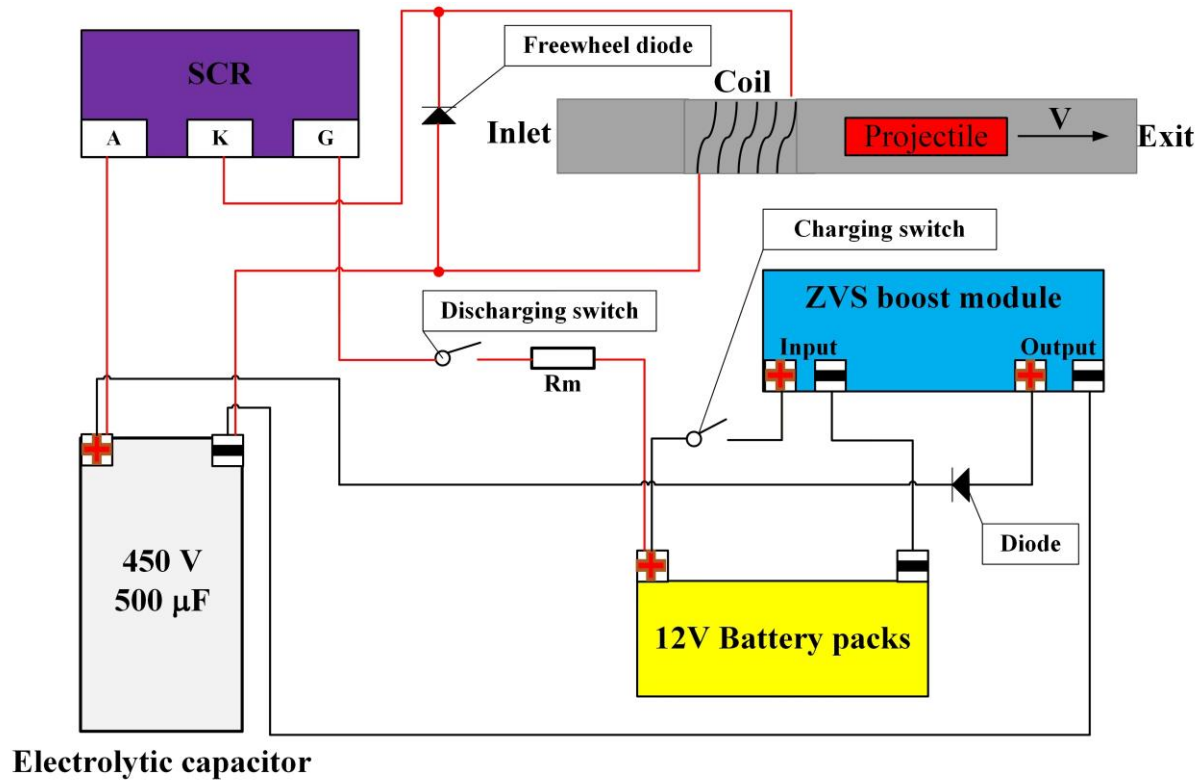 SCR
A
K
G
Freewheel diode
Coil
Inlet
Projectile
V
Exit
Charging switch
Discharging switch
Rm
ZVS boost module
Input
Output
Diode
450 V
500 µF
12V Battery packs
Electrolytic capacitor